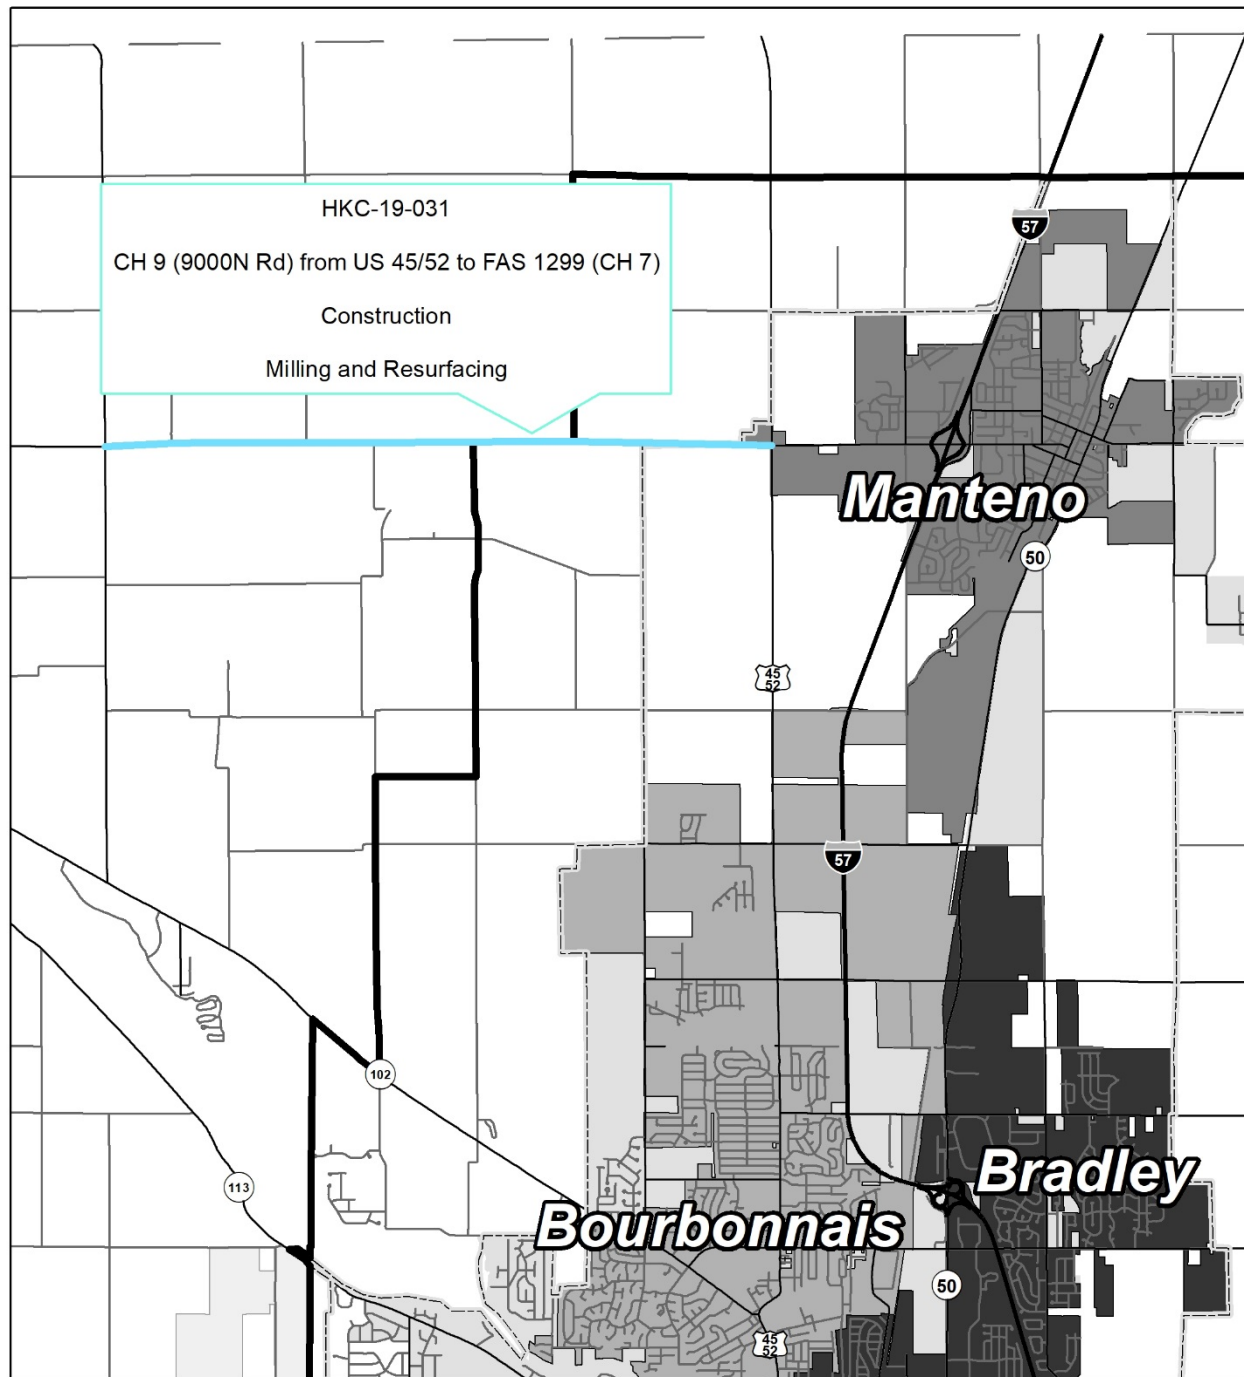 HKC-19-031
CH 9 (9000N Rd) from US 45/52 to FAS 1299 (CH 7)
Construction
Milling and Resurfacing
57
Manteno
50
45
52
57
102
113
Bradley
Bourbonnais
50
45
52